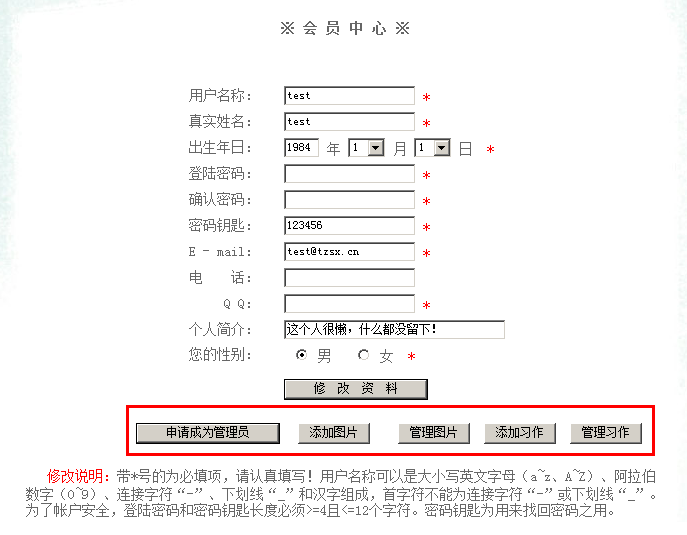 ※ 会 员 中 心 ※
用户名称： test *
真实姓名： test *
出生年日： 1984 年 1 月 1 日 *
登陆密码： *
确认密码： *
密码钥匙： 123456 *
E - mail： test@tzsx.cn *
电 话：
Q Q： *
个人简介： 这个人很懒，什么都没留下！
您的性别： 男 女 *
修 改 资 料
申请成为管理员 添加图片 管理图片 添加习作 管理习作
修改说明：带*号的为必填项，请认真填写！用户名称可以是大小写英文字母（a~z、A~Z）、阿拉伯
数字（0~9）、连接字符“-”、下划线“_”和汉字组成，首字符不能为连接字符“-”或下划线“_”。
为了帐户安全，登陆密码和密码钥匙长度必须>=4且<=12个字符。密码钥匙为用来找回密码之用。